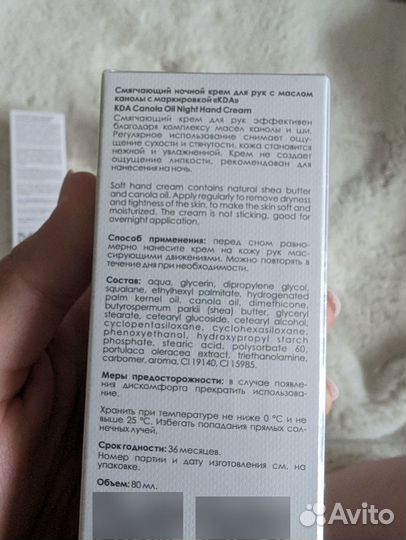 Смягчающий ночной крем для рук с маслом
канолы с маркировкой «KDA»
KDA Canola Oil Night Hand Cream
Смягчающий крем для рук эффективен
благодаря комплексу масел канолы и ши.
Регулярное использование снимает ощу-
щение сухости и стянутости, кожа становится
нежной и увлажненной. Крем не создает
ощущение липкости, рекомендован для
нанесения на ночь.
Soft hand cream contains natural shea butter
and canola oil. Apply regularly to remove dryness
and tightness of the skin, to make the skin soft and
moisturized. The cream is not sticking, good for
overnight application.
Способ применения: перед сном равно-
мерно нанесите крем на кожу рук мас-
сирующими движениями. Можно повторять в
течение дня при необходимости.
Состав: aqua, glycerin, dipropylene glycol,
squalane, ethylhexyl palmitate, hydrogenated
palm kernel oil, canola oil, dimethicone,
butyrospermum parkii (shea) butter, glyceryl
stearate, cetearyl glucoside, cetearyl alcohol,
cyclopentasiloxane, cyclohexasiloxane,
phenoxyethanol, hydroxypropyl starch
phosphate, stearic acid, polysorbate 60,
portulaca oleracea extract, triethanolamine,
carbomer, aroma, CI 19140, CI 15985.
Меры предосторожности: в случае появле-
ния дискомфорта прекратить использова-
ние.
Хранить при температуре не ниже 0 °C и не
выше 25 °C. Избегать попадания прямых сол-
нечных лучей.
Срок годности: 36 месяцев.
Номер партии и дату изготовления см. на
упаковке.
Объем: 80 мл.
Avito